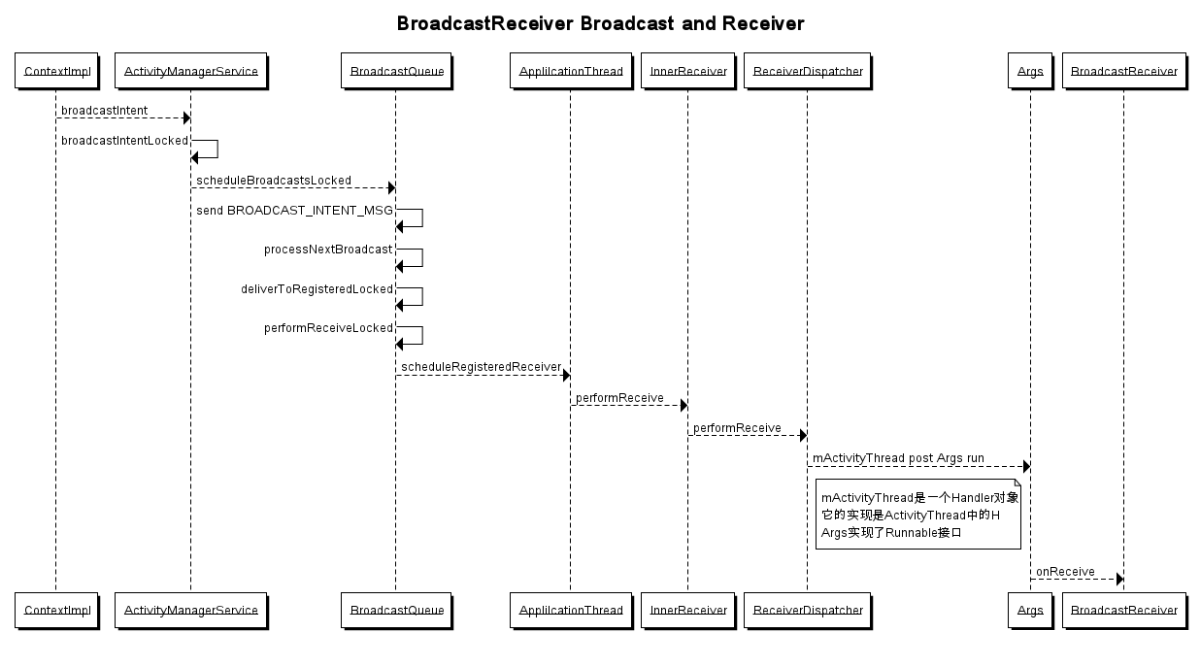 BroadcastReceiver Broadcast and Receiver
ContextImpl
ActivityManagerService
BroadcastQueue
ApplilcationThread
InnerReceiver
ReceiverDispatcher
Args
BroadcastReceiver
broadcastIntent
broadcastIntentLocked
scheduleBroadcastsLocked
send BROADCAST_INTENT_MSG
processNextBroadcast
deliverToRegisteredLocked
performReceiveLocked
scheduleRegisteredReceiver
performReceive
performReceive
mActivityThread post Args run
mActivityThread是一个Handler对象
它的实现是ActivityThread中的H
Args实现了Runnable接口
onReceive
ContextImpl
ActivityManagerService
BroadcastQueue
ApplilcationThread
InnerReceiver
ReceiverDispatcher
Args
BroadcastReceiver